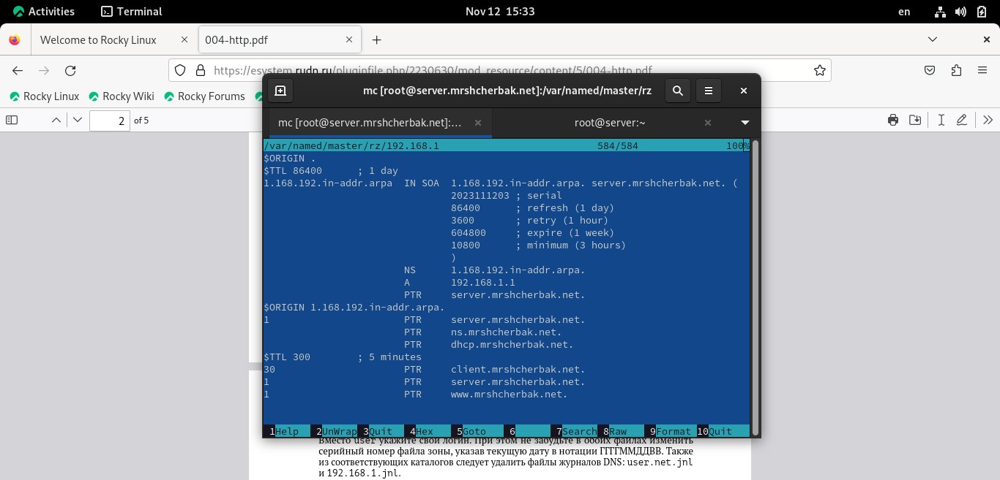 Activities Terminal Nov 12 15:33 en
Welcome to Rocky Linux × 004-http.pdf ×
https://esystem.rudn.ru/pluginfile.php/2230630/mod_resource/content/5/004-http.pdf
Rocky Linux Rocky Wiki Rocky Forums
2 of 5
mc [root@server.mrshcherbak.net]:/var/named/master/rz
mc [root@server.mrshcherbak.net]:… × root@server:~ ×
/var/named/master/rz/192.168.1 584/584 100%
$ORIGIN .
$TTL 86400 ; 1 day
1.168.192.in-addr.arpa IN SOA 1.168.192.in-addr.arpa. server.mrshcherbak.net. (
2023111203 ; serial
86400 ; refresh (1 day)
3600 ; retry (1 hour)
604800 ; expire (1 week)
10800 ; minimum (3 hours)
)
NS 1.168.192.in-addr.arpa.
A 192.168.1.1
PTR server.mrshcherbak.net.
$ORIGIN 1.168.192.in-addr.arpa.
1 PTR server.mrshcherbak.net.
PTR ns.mrshcherbak.net.
PTR dhcp.mrshcherbak.net.
$TTL 300 ; 5 minutes
30 PTR client.mrshcherbak.net.
1 PTR server.mrshcherbak.net.
1 PTR www.mrshcherbak.net.
1Help 2UnWrap 3Quit 4Hex 5Goto 6 7Search 8Raw 9Format 10Quit
Вместо user укажите свой логин. При этом не забудьте в обоих файлах изменить
серийный номер файла зоны, указав текущую дату в нотации ГГГГММДДВВ. Также
из соответствующих каталогов следует удалить файлы журналов DNS: user.net.jnl
и 192.168.1.jnl.